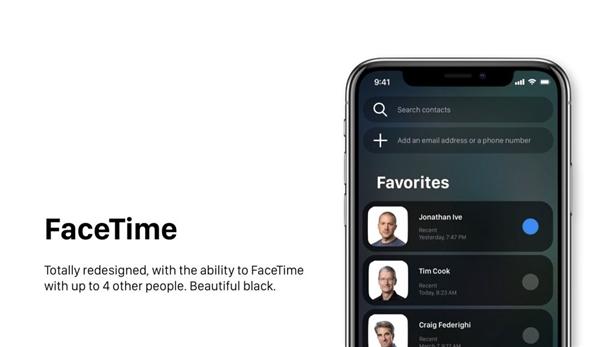 9:41
Search contacts
Add an email address or a phone number
Favorites
Jonathan Ive
Recent
Yesterday, 7:47 PM
Tim Cook
Recent
Today, 9:23 AM
Craig Federighi
Recent
FaceTime
Totally redesigned, with the ability to FaceTime
with up to 4 other people. Beautiful black.